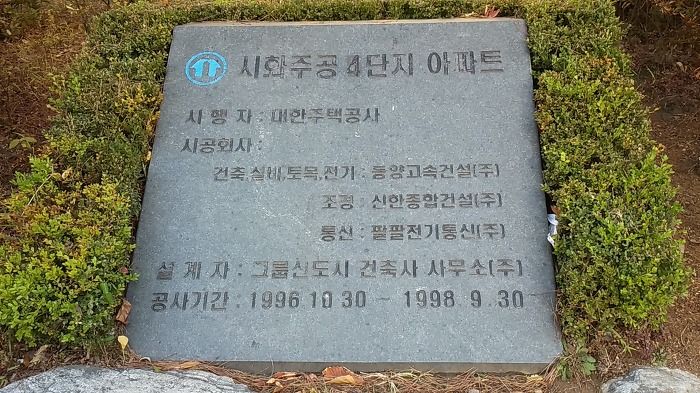 시화주공 4단지 아파트
사 행 자 : 대한주택공사
시공회사 :
건축,설비,토목,전기 : 동양고속건설(주)
조경 : 신한종합건설(주)
통신 : 팔팔전기통신(주)
설 계 자 : 그룹신도시 건축사 사무소(주)
공사기간 : 1996 10 30 ~ 1998 9.30